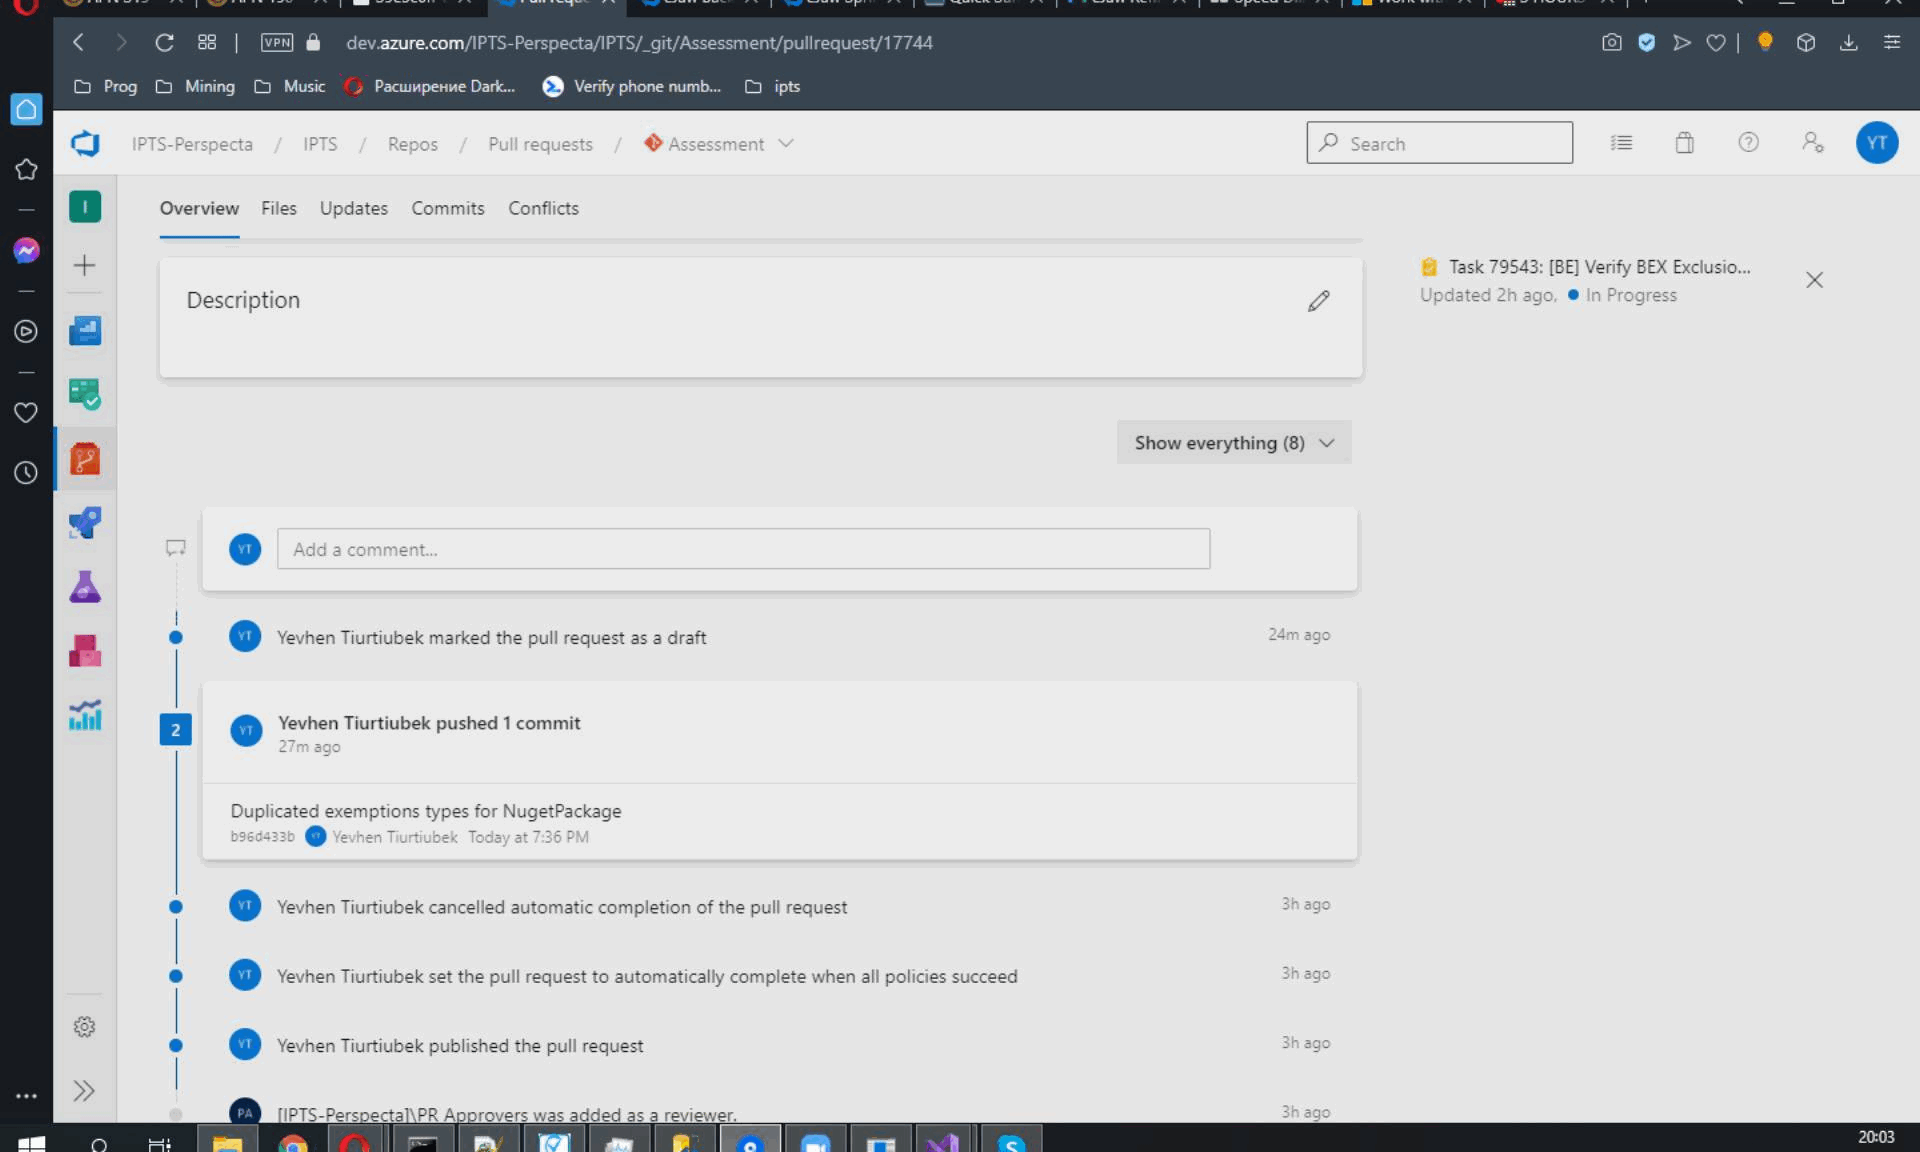 VPN
dev.azure.com/IPTS-Perspecta/IPTS/_git/Assessment/pullrequest/17744
Prog
Mining
Music
Расширение Dark...
Verify phone numb...
ipts
IPTS-Perspecta / IPTS / Repos / Pull requests / Assessment
Search
YT
I
Overview Files Updates Commits Conflicts
Task 79543: [BE] Verify BEX Exclusio...
Updated 2h ago, In Progress
Description
Show everything (8)
YT
Add a comment...
YT
Yevhen Tiurtiubek marked the pull request as a draft
24m ago
2
YT
Yevhen Tiurtiubek pushed 1 commit
27m ago
Duplicated exemptions types for NugetPackage
b96d433b YT Yevhen Tiurtiubek Today at 7:36 PM
YT
Yevhen Tiurtiubek cancelled automatic completion of the pull request
3h ago
YT
Yevhen Tiurtiubek set the pull request to automatically complete when all policies succeed
3h ago
YT
Yevhen Tiurtiubek published the pull request
3h ago
PA
[IPTS-Perspecta]\PR Approvers was added as a reviewer.
3h ago
20:03